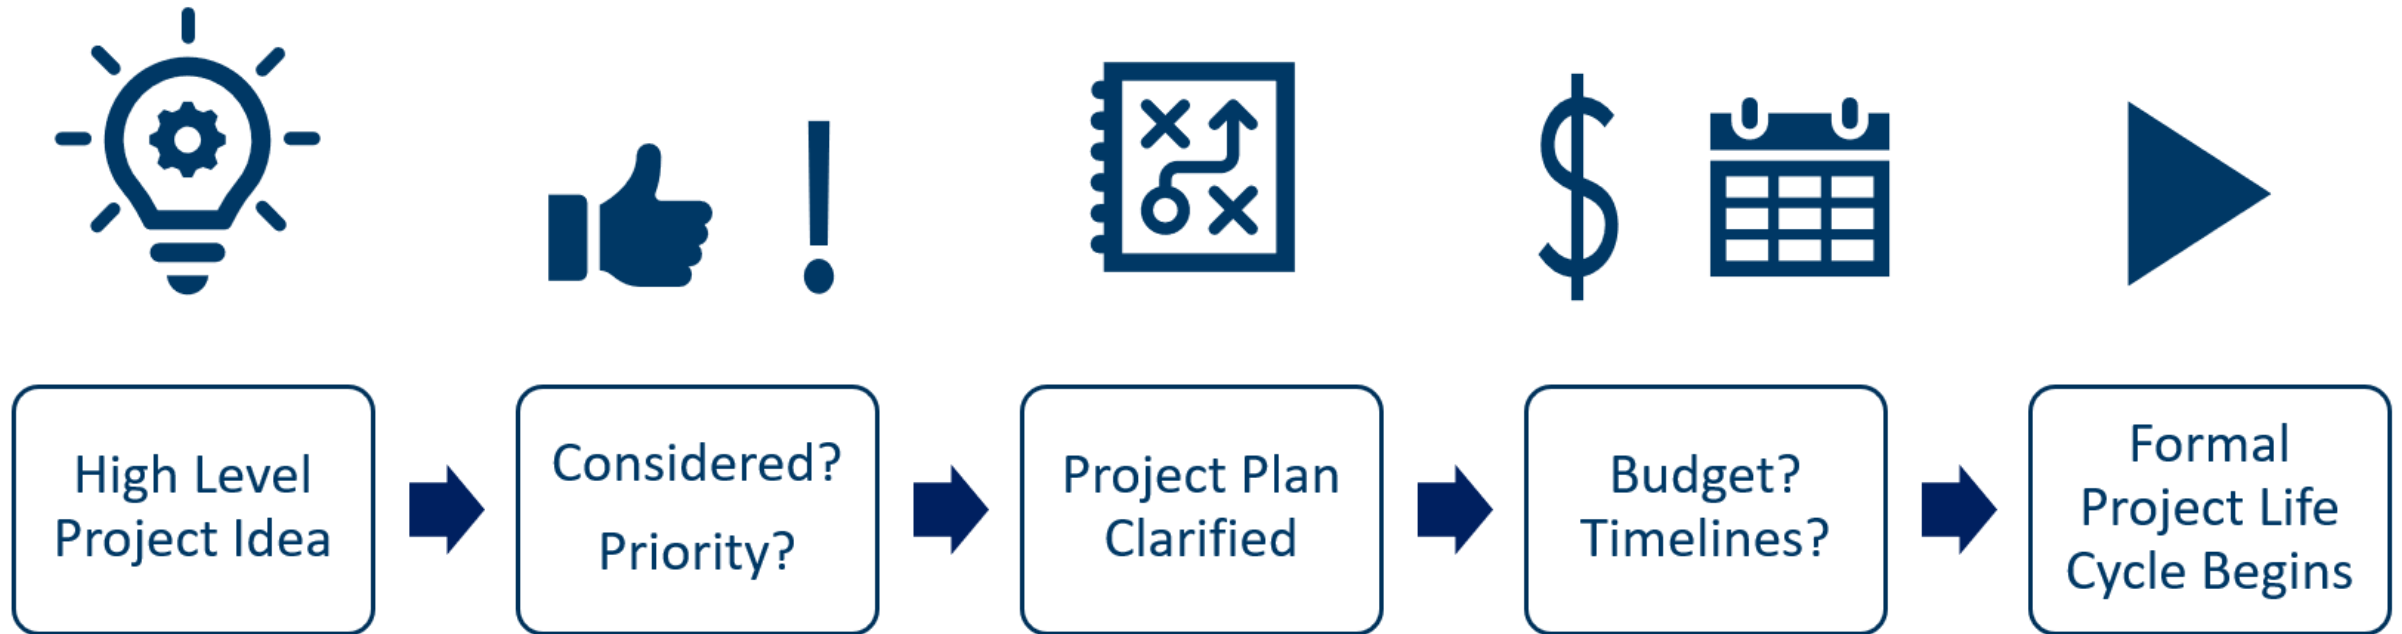 High Level
Project Idea
Considered?
Priority?
Project Plan
Clarified
Budget?
Timelines?
Formal
Project Life
Cycle Begins